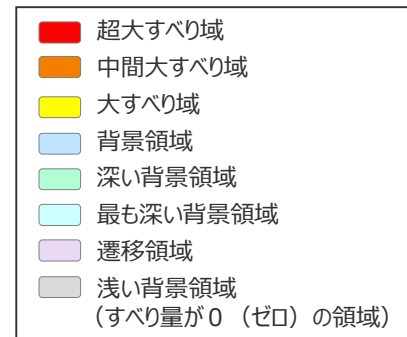 超大すべり域
中間大すべり域
大すべり域
背景領域
深い背景領域
最も深い背景領域
遷移領域
浅い背景領域
（すべり量が０（ゼロ）の領域）